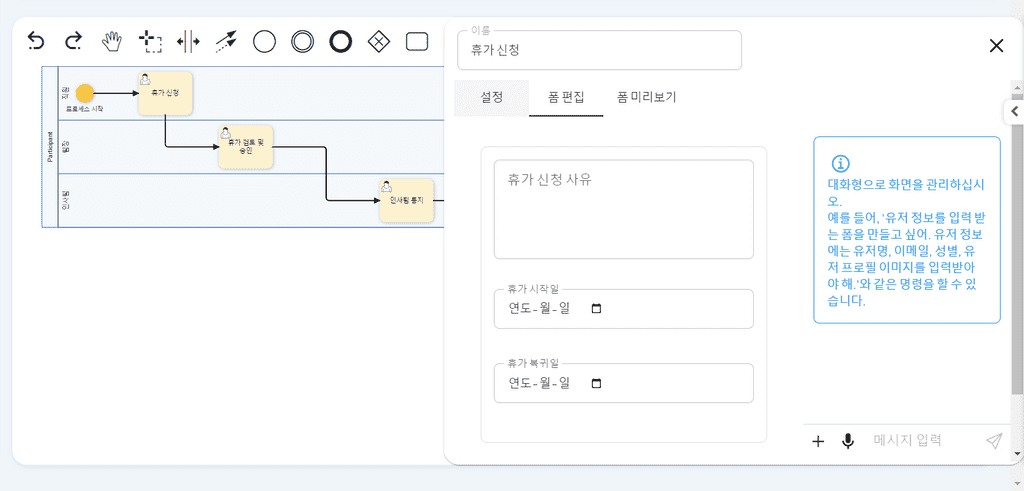 이름
휴가 신청
설정
폼 편집
폼 미리보기
Participant
직원
프로세스 시작
휴가 신청
팀장
휴가 검토 및
승인
인사팀
인사팀 통지
휴가 신청 사유
휴가 시작일
연도-월-일
휴가 복귀일
연도-월-일
대화형으로 화면을 관리하십시
오.
예를 들어, '유저 정보를 입력 받
는 폼을 만들고 싶어. 유저 정보
에는 유저명, 이메일, 성별, 유
저 프로필 이미지를 입력받아
야 해.'와 같은 명령을 할 수 있
습니다.
메시지 입력